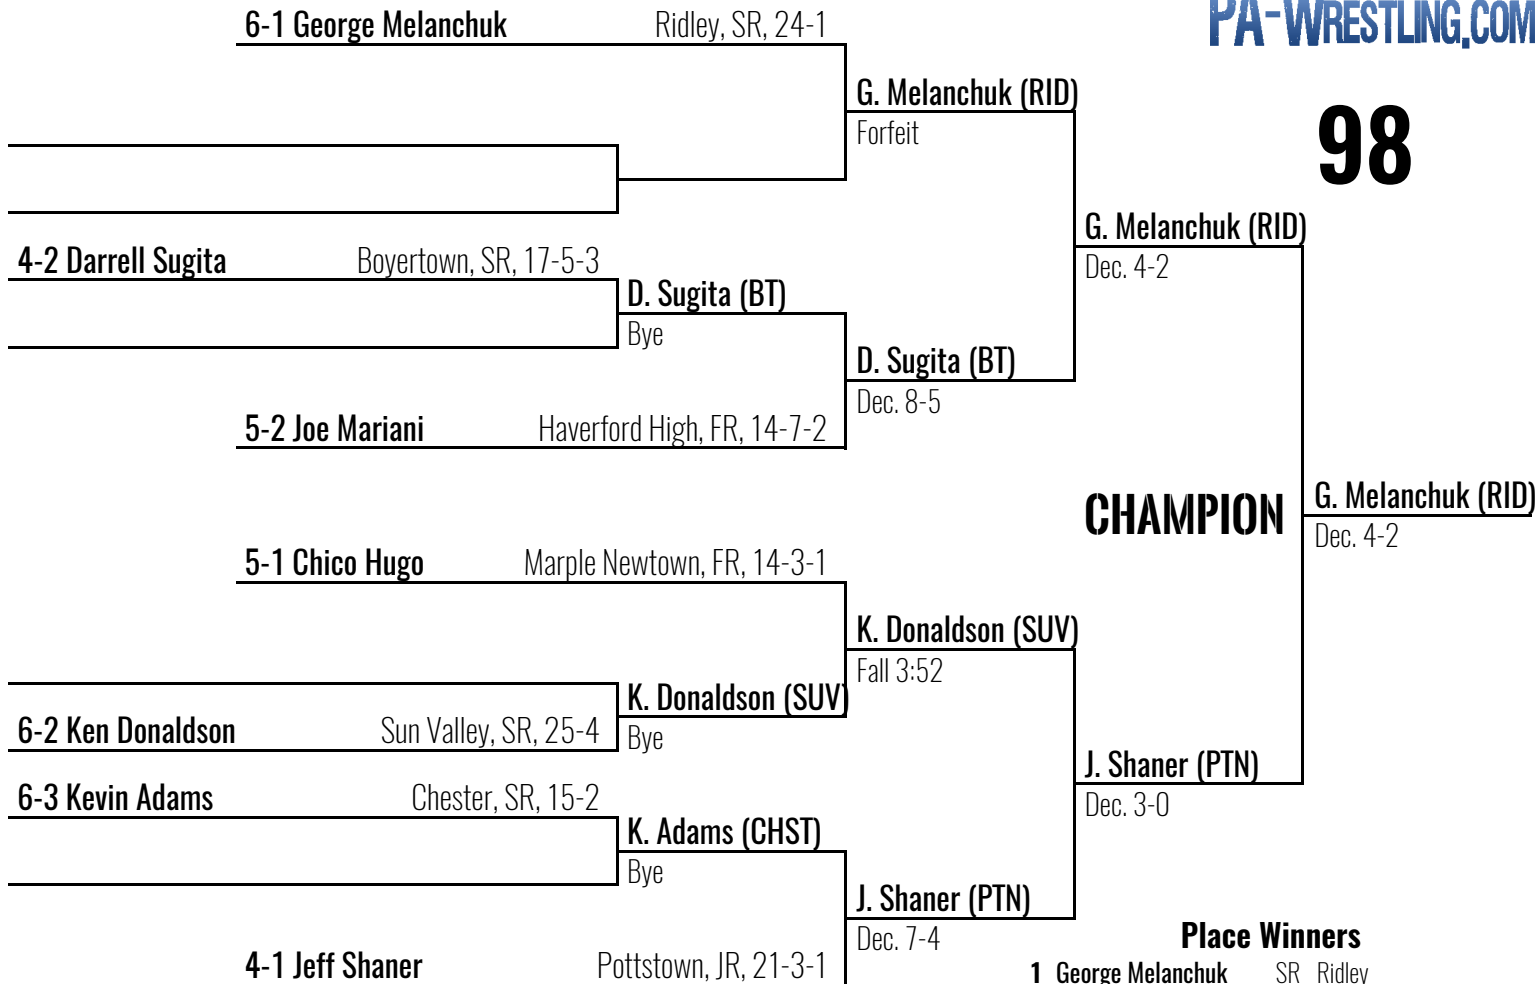 6-1 George Melanchuk Ridley, SR, 24-1
PA-WRESTLING.COM
G. Melanchuk (RID)
Forfeit
98
G. Melanchuk (RID)
Dec. 4-2
4-2 Darrell Sugita Boyertown, SR, 17-5-3
D. Sugita (BT)
Bye
D. Sugita (BT)
Dec. 8-5
5-2 Joe Mariani Haverford High, FR, 14-7-2
CHAMPION
G. Melanchuk (RID)
Dec. 4-2
5-1 Chico Hugo Marple Newtown, FR, 14-3-1
K. Donaldson (SUV)
Fall 3:52
K. Donaldson (SUV)
Bye
6-2 Ken Donaldson Sun Valley, SR, 25-4
J. Shaner (PTN)
Dec. 3-0
6-3 Kevin Adams Chester, SR, 15-2
K. Adams (CHST)
Bye
J. Shaner (PTN)
Dec. 7-4
4-1 Jeff Shaner Pottstown, JR, 21-3-1
Place Winners
1 George Melanchuk SR Ridley